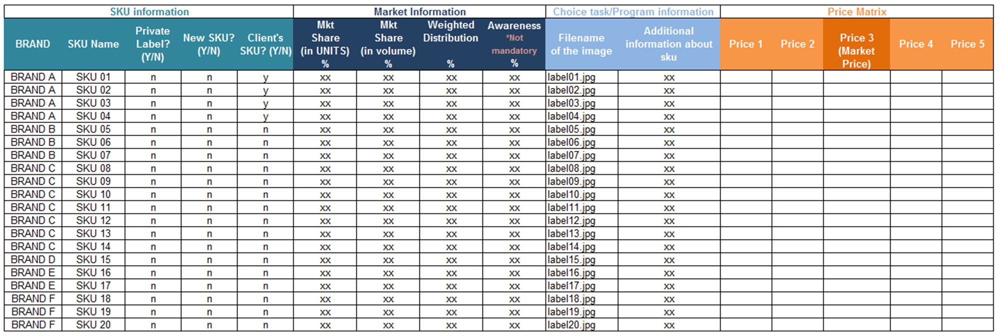 SKU information Market Information Choice task/Program information Price Matrix
BRAND SKU Name Private Label? (Y/N) New SKU? (Y/N) Client's SKU? (Y/N) Mkt Share (in UNITS) % Mkt Share (in volume) % Weighted Distribution % Awareness *Not mandatory % Filename of the image Additional information about sku Price 1 Price 2 Price 3 (Market Price) Price 4 Price 5
BRAND A SKU 01 n n y xx xx xx xx label01.jpg xx
BRAND A SKU 02 n n y xx xx xx xx label02.jpg xx
BRAND A SKU 03 n n y xx xx xx xx label03.jpg xx
BRAND A SKU 04 n n y xx xx xx xx label04.jpg xx
BRAND B SKU 05 n n n xx xx xx xx label05.jpg xx
BRAND B SKU 06 n n n xx xx xx xx label06.jpg xx
BRAND B SKU 07 n n n xx xx xx xx label07.jpg xx
BRAND C SKU 08 n n n xx xx xx xx label08.jpg xx
BRAND C SKU 09 n n n xx xx xx xx label09.jpg xx
BRAND C SKU 10 n n n xx xx xx xx label10.jpg xx
BRAND C SKU 11 n n n xx xx xx xx label11.jpg xx
BRAND C SKU 12 n n n xx xx xx xx label12.jpg xx
BRAND C SKU 13 n n n xx xx xx xx label13.jpg xx
BRAND C SKU 14 n n n xx xx xx xx label14.jpg xx
BRAND D SKU 15 n n n xx xx xx xx label15.jpg xx
BRAND E SKU 16 n n n xx xx xx xx label16.jpg xx
BRAND E SKU 17 n n n xx xx xx xx label17.jpg xx
BRAND F SKU 18 n n n xx xx xx xx label18.jpg xx
BRAND F SKU 19 n n n xx xx xx xx label19.jpg xx
BRAND F SKU 20 n n n xx xx xx xx label20.jpg xx